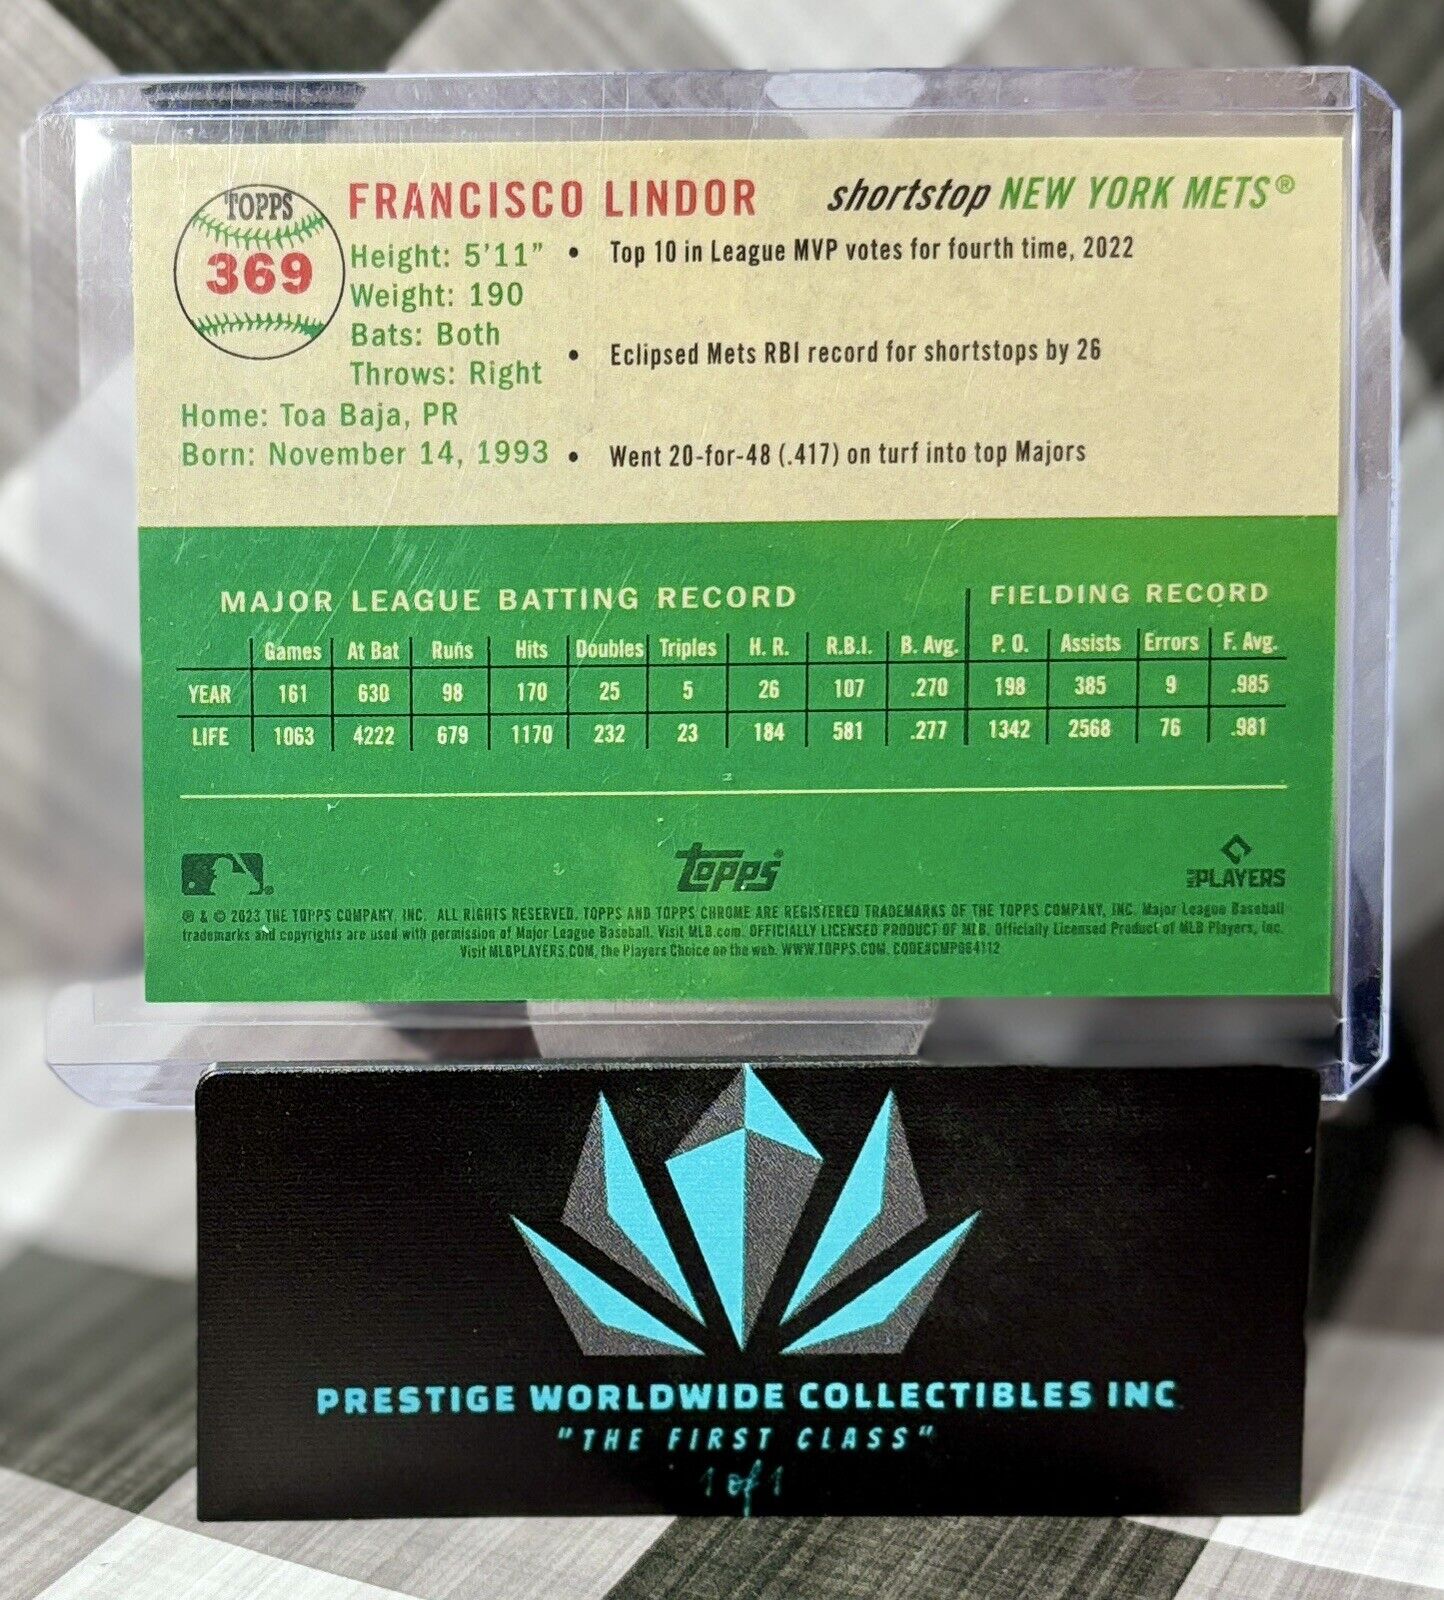 TOPPS
369
FRANCISCO LINDOR
shortstop NEW YORK METS®
Height: 5'11"
Weight: 190
Bats: Both
Throws: Right
Home: Toa Baja, PR
Born: November 14, 1993
• Top 10 in League MVP votes for fourth time, 2022
• Eclipsed Mets RBI record for shortstops by 26
• Went 20-for-48 (.417) on turf into top Majors
MAJOR LEAGUE BATTING RECORD
FIELDING RECORD
Games At Bat Runs Hits Doubles Triples H. R. R.B.I. B. Avg. P. O. Assists Errors F. Avg.
YEAR 161 630 98 170 25 5 26 107 .270 198 385 9 .985
LIFE 1063 4222 679 1170 232 23 184 581 .277 1342 2568 76 .981
topps®
MLB PLAYERS
® & © 2023 THE TOPPS COMPANY, INC. ALL RIGHTS RESERVED. TOPPS AND TOPPS CHROME ARE REGISTERED TRADEMARKS OF THE TOPPS COMPANY, INC. Major League Baseball
trademarks and copyrights are used with permission of Major League Baseball. Visit MLB.com. OFFICIALLY LICENSED PRODUCT OF MLB. Officially Licensed Product of MLB Players, Inc.
Visit MLBPLAYERS.COM, the Players Choice on the web. WWW.TOPPS.COM. CODE#CMP084112
PRESTIGE WORLDWIDE COLLECTIBLES INC
"THE FIRST CLASS"
1 of 1